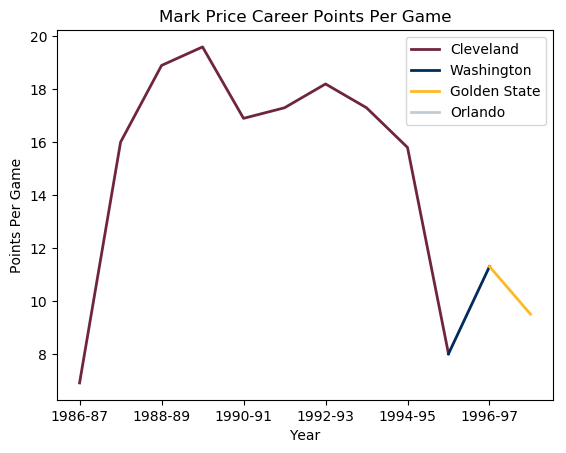 Mark Price Career Points Per Game
20
18
16
14
12
10
8
Points Per Game
Cleveland
Washington
Golden State
Orlando
1986-87 1988-89 1990-91 1992-93 1994-95 1996-97
Year